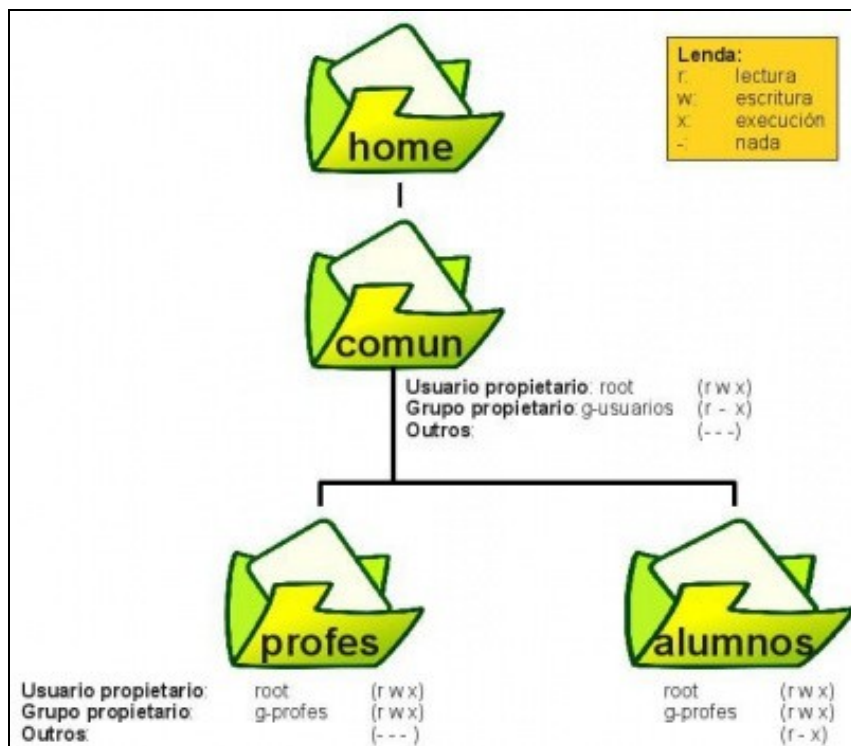 home
Lenda:
r: lectura
w: escritura
x: execución
-: nada
comun
Usuario propietario: root (r w x)
Grupo propietario: g-usuarios (r - x)
Outros: (- - -)
profes
alumnos
Usuario propietario: root (r w x) root (r w x)
Grupo propietario: g-profes (r w x) g-profes (r w x)
Outros: (- - - ) (r - x)